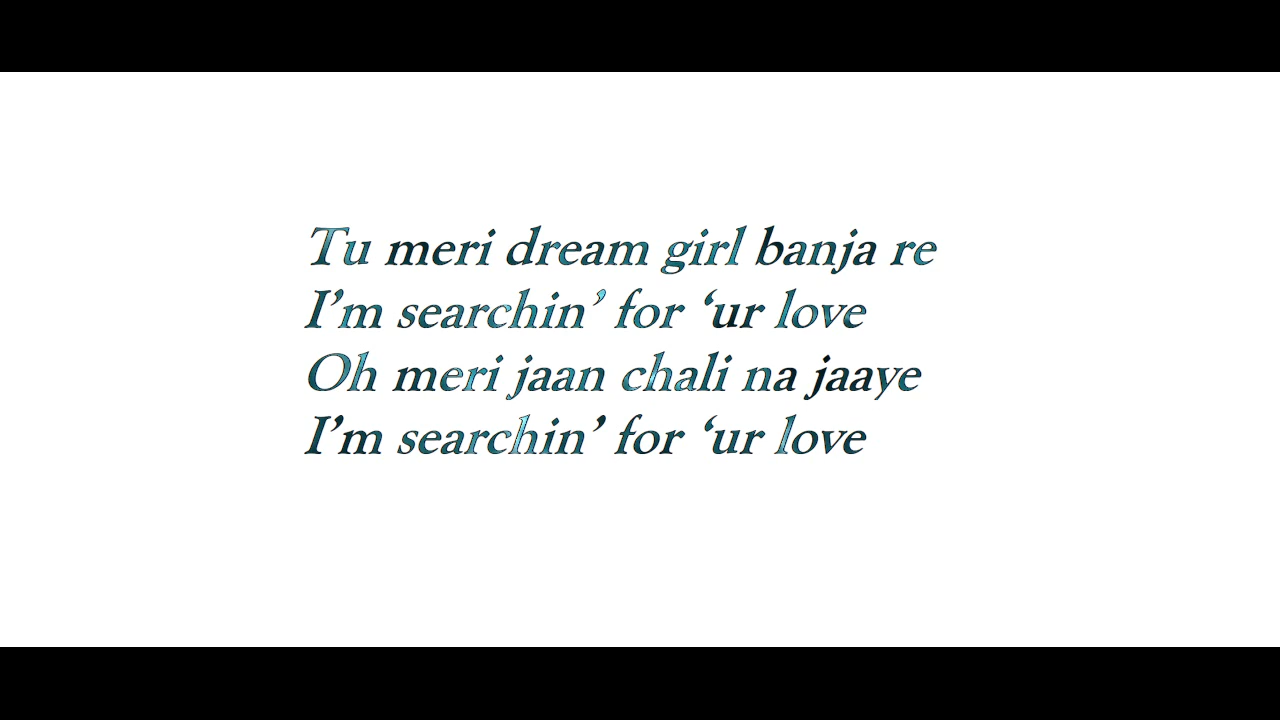 Tu meri dream girl banja re
I’m searchin’ for ‘ur love
Oh meri jaan chali na jaaye
I’m searchin’ for ‘ur love